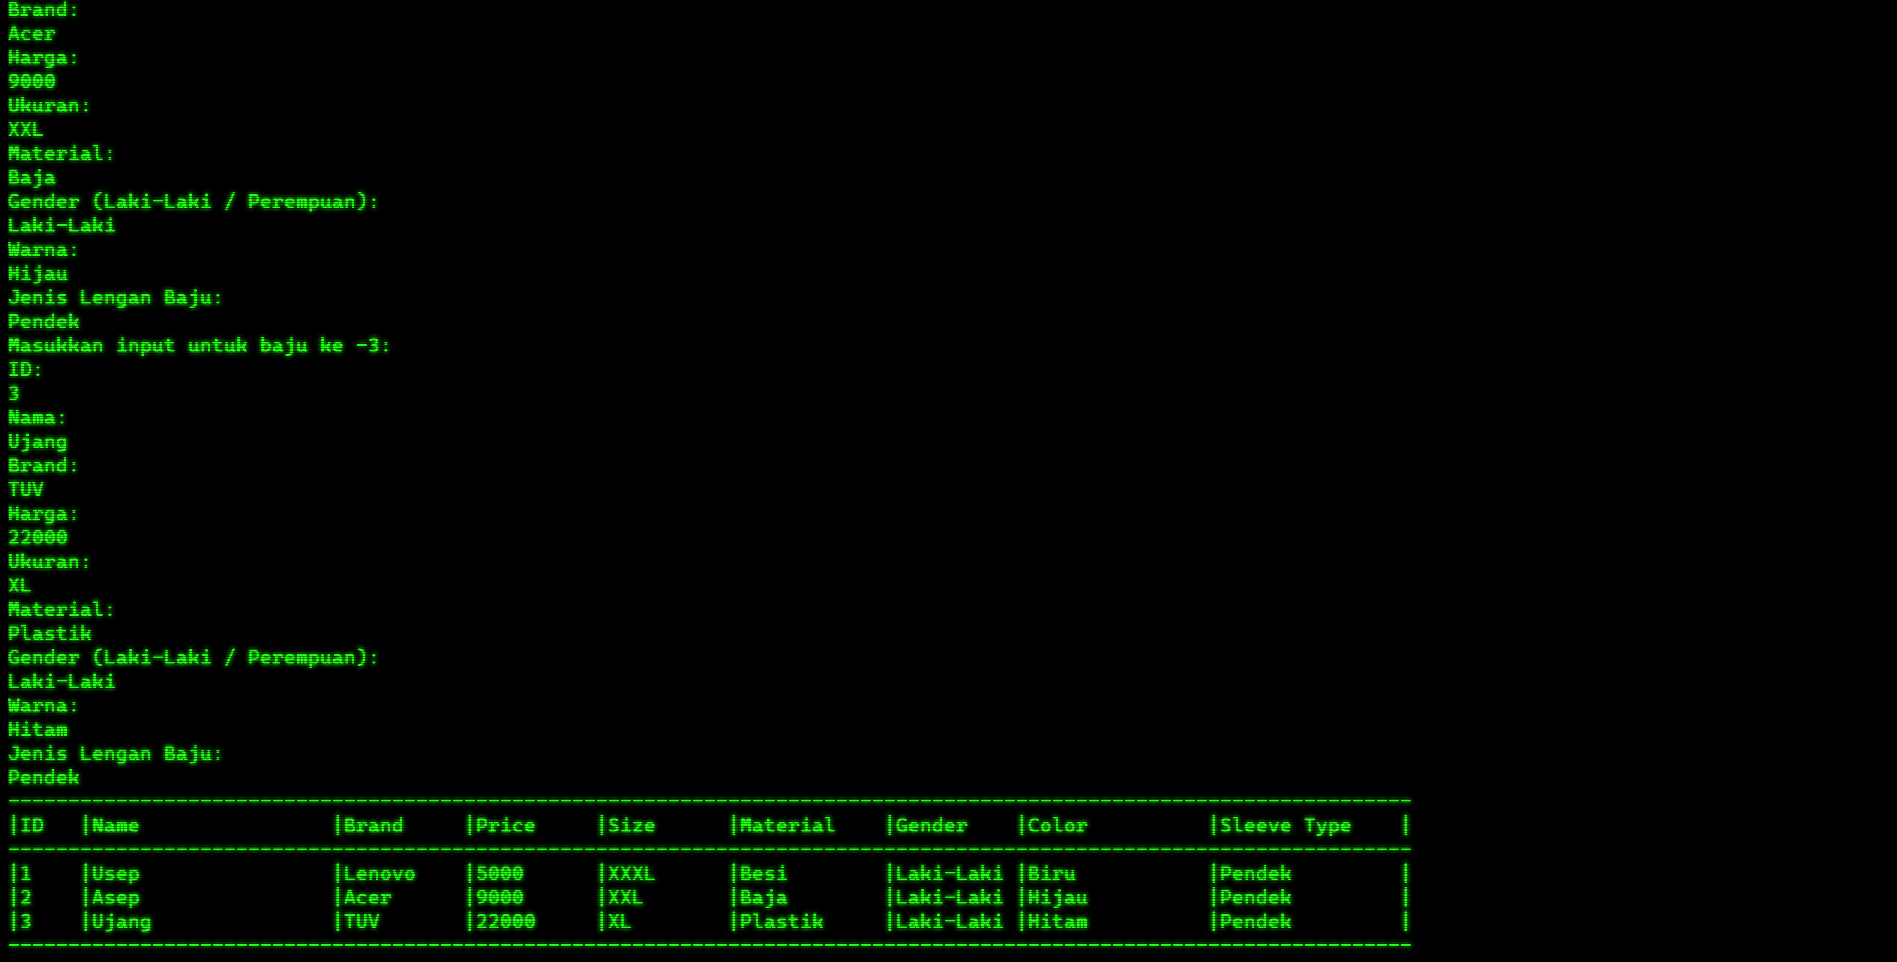 Brand:
Acer
Harga:
9000
Ukuran:
XXL
Material:
Baja
Gender (Laki-Laki / Perempuan):
Laki-Laki
Warna:
Hijau
Jenis Lengan Baju:
Pendek
Masukkan input untuk baju ke -3:
ID:
3
Nama:
Ujang
Brand:
TUV
Harga:
22000
Ukuran:
XL
Material:
Plastik
Gender (Laki-Laki / Perempuan):
Laki-Laki
Warna:
Hitam
Jenis Lengan Baju:
Pendek
|ID |Name |Brand |Price |Size |Material |Gender |Color |Sleeve Type |
|1 |Usep |Lenovo |5000 |XXXL |Besi |Laki-Laki |Biru |Pendek |
|2 |Asep |Acer |9000 |XXL |Baja |Laki-Laki |Hijau |Pendek |
|3 |Ujang |TUV |22000 |XL |Plastik |Laki-Laki |Hitam |Pendek |